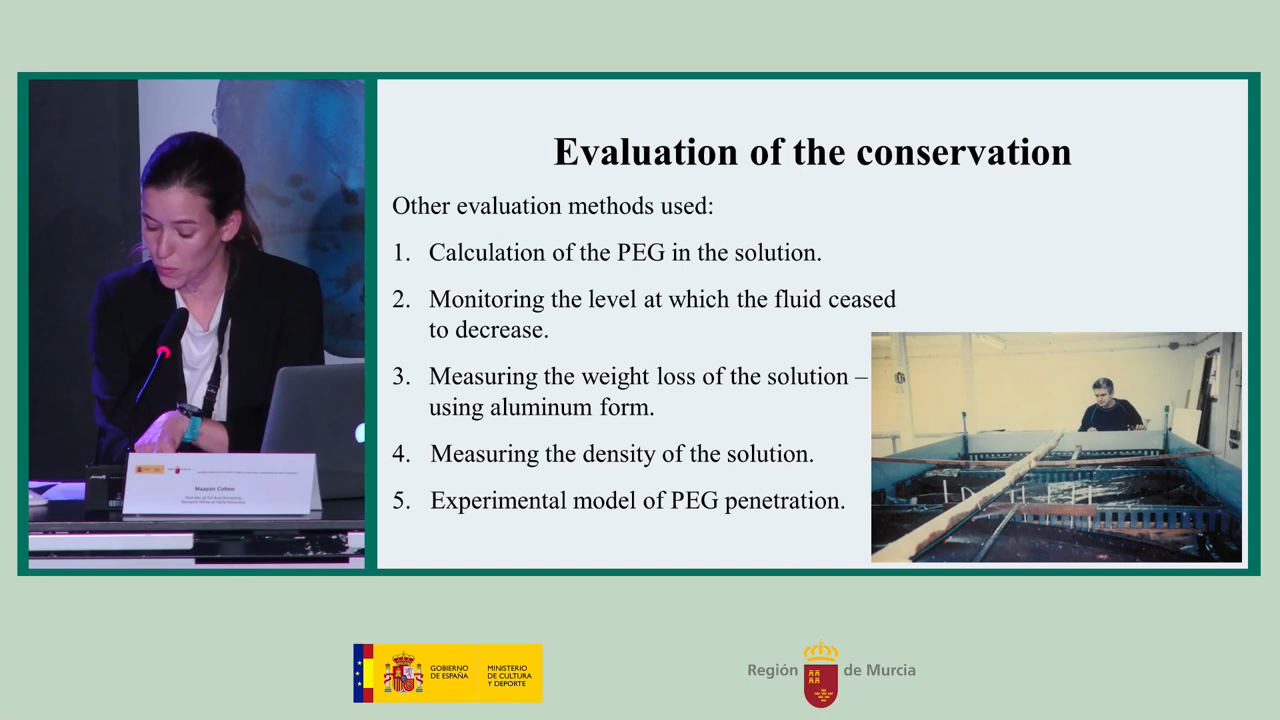 Evaluation of the conservation
Other evaluation methods used:
1. Calculation of the PEG in the solution.
2. Monitoring the level at which the fluid ceased
to decrease.
3. Measuring the weight loss of the solution –
using aluminum form.
4. Measuring the density of the solution.
5. Experimental model of PEG penetration.
Maayan Cohen
GOBIERNO
DE ESPAÑA
MINISTERIO
DE CULTURA
Y DEPORTE
Región de Murcia